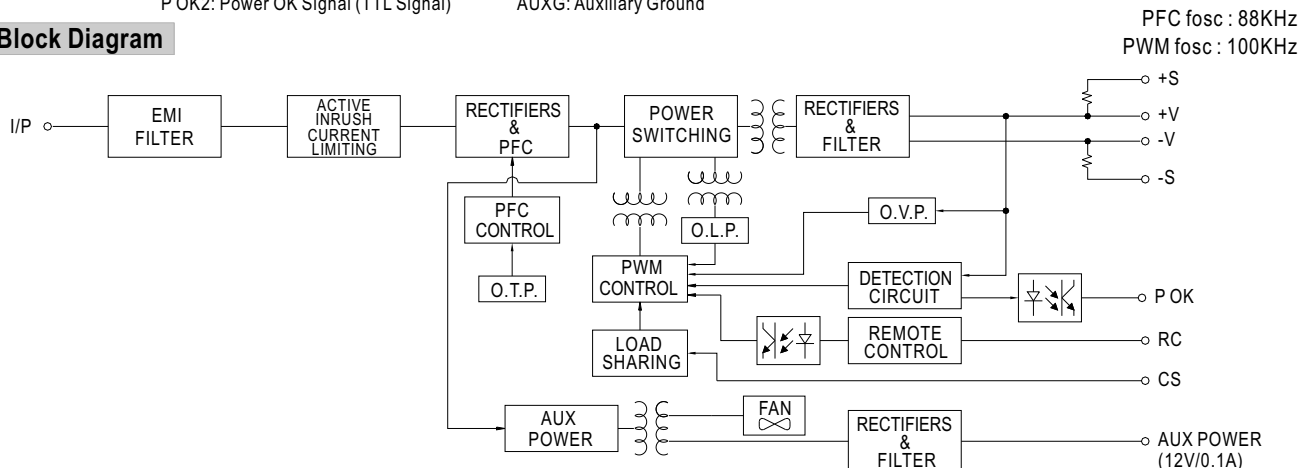 P OK2: Power OK Signal (TTL Signal)
AUXG: Auxiliary Ground
Block Diagram
PFC fosc : 88KHz
PWM fosc : 100KHz
I/P
EMI
FILTER
ACTIVE
INRUSH
CURRENT
LIMITING
RECTIFIERS
&
PFC
POWER
SWITCHING
RECTIFIERS
&
FILTER
+S
+V
-V
-S
PFC
CONTROL
O.L.P.
O.V.P.
O.T.P.
PWM
CONTROL
DETECTION
CIRCUIT
P OK
LOAD
SHARING
REMOTE
CONTROL
RC
CS
AUX
POWER
FAN
RECTIFIERS
&
FILTER
AUX POWER
(12V/0.1A)